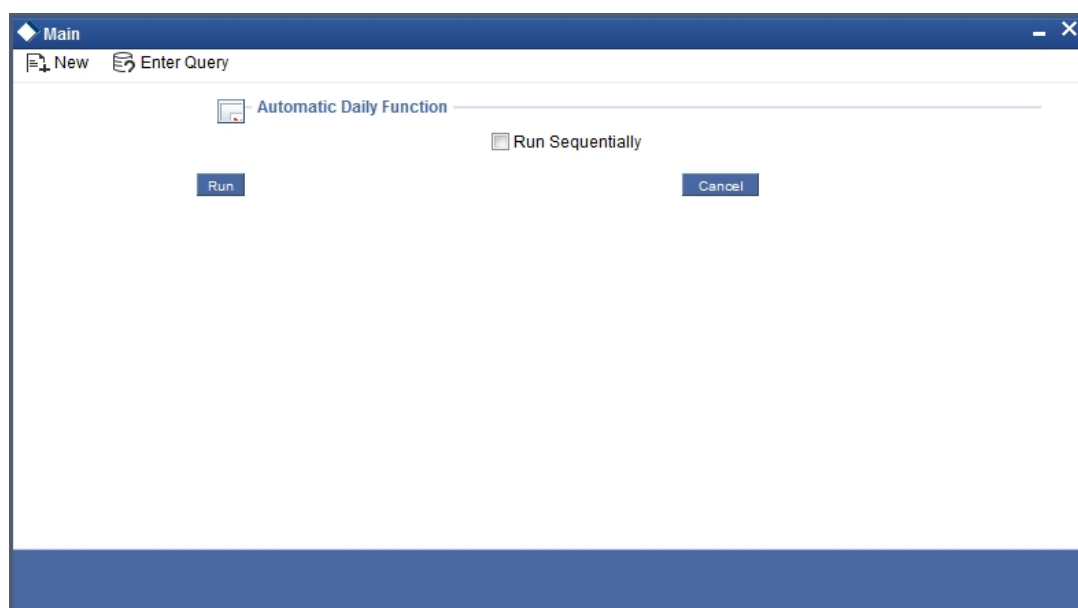 Main
New Enter Query
Automatic Daily Function
Run Sequentially
Run Cancel